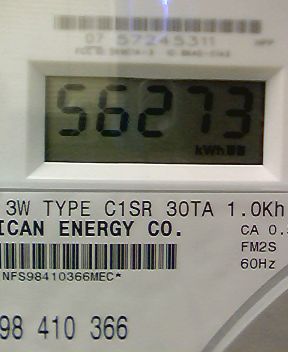 07 57245311
56273
kWh
3W TYPE C1SR 30TA 1.0Kh
ICAN ENERGY CO.
CA 0.
FM2S
60Hz
NFS98410366MEC*
98 410 366